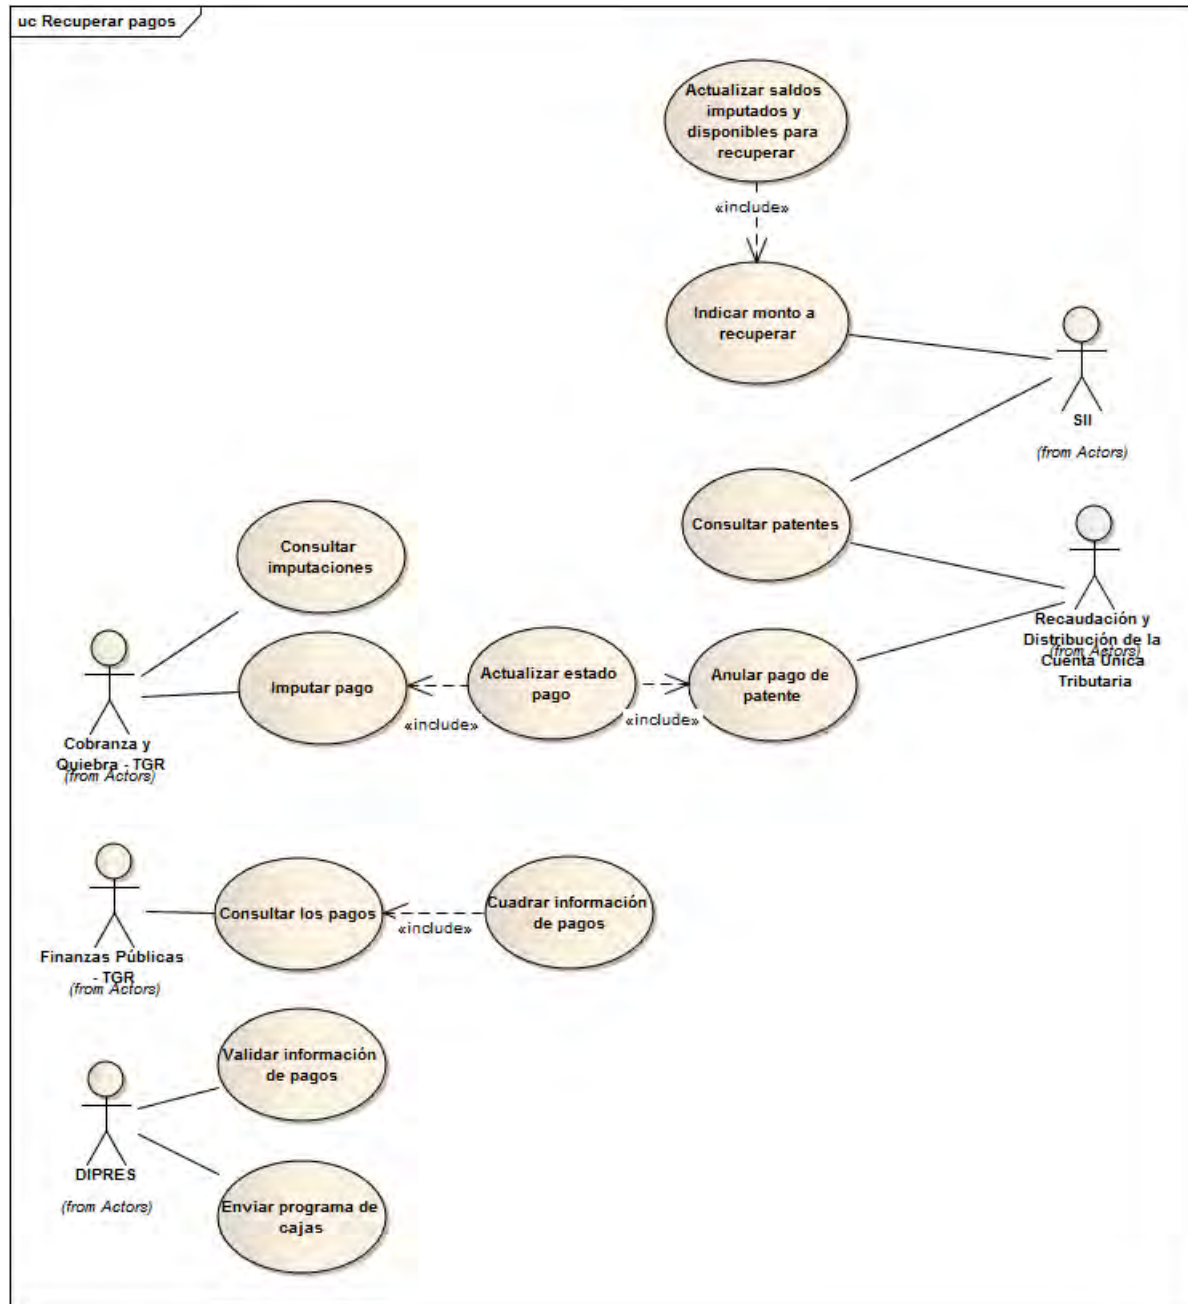 uc Recuperar pagos
Actualizar saldos
imputados y
disponibles para
recuperar
«include»
Indicar monto a
recuperar
SII
(from Actors)
Consultar patentes
Consultar
imputaciones
Recaudación y
Distribución de la
(from Actors)
Cuenta Única
Tributaria
Imputar pago
Actualizar estado
pago
Anular pago de
patente
«include»
«include»
Cobranza y
Quiebra - TGR
(from Actors)
Consultar los pagos
Cuadrar información
de pagos
«include»
Finanzas Públicas
- TGR
(from Actors)
Validar información
de pagos
DIPRES
(from Actors)
Enviar programa de
cajas